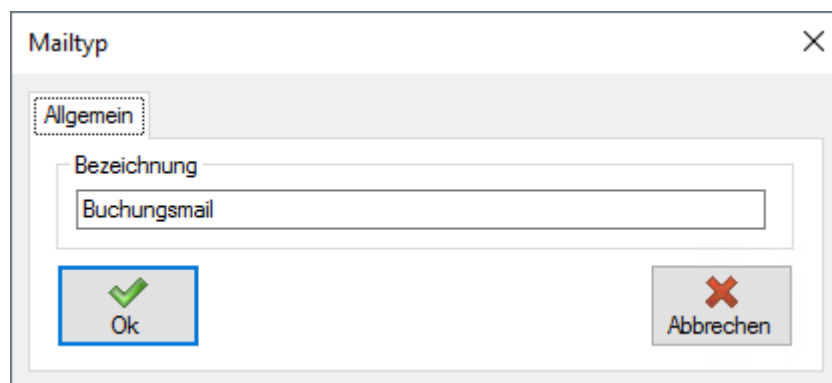 Mailtyp
Allgemein
Bezeichnung
Buchungsmail
Ok
Abbrechen